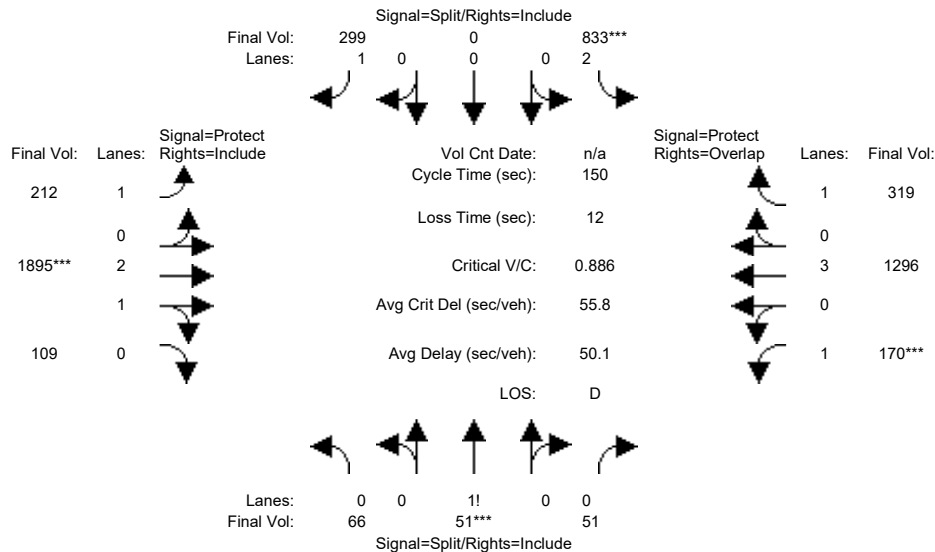 Signal=Split/Rights=Include
Final Vol: 299 0 833***
Lanes: 1 0 0 0 2
Signal=Protect
Final Vol: Lanes: Rights=Include
Vol Cnt Date: n/a
Signal=Protect
Rights=Overlap Lanes: Final Vol:
Cycle Time (sec): 150
212 1
1 319
Loss Time (sec): 12
0
0
1895*** 2
Critical V/C: 0.886
3 1296
1
Avg Crit Del (sec/veh): 55.8
0
109 0
Avg Delay (sec/veh): 50.1
1 170***
LOS: D
Lanes: 0 0 1! 0 0
Final Vol: 66 51*** 51
Signal=Split/Rights=Include